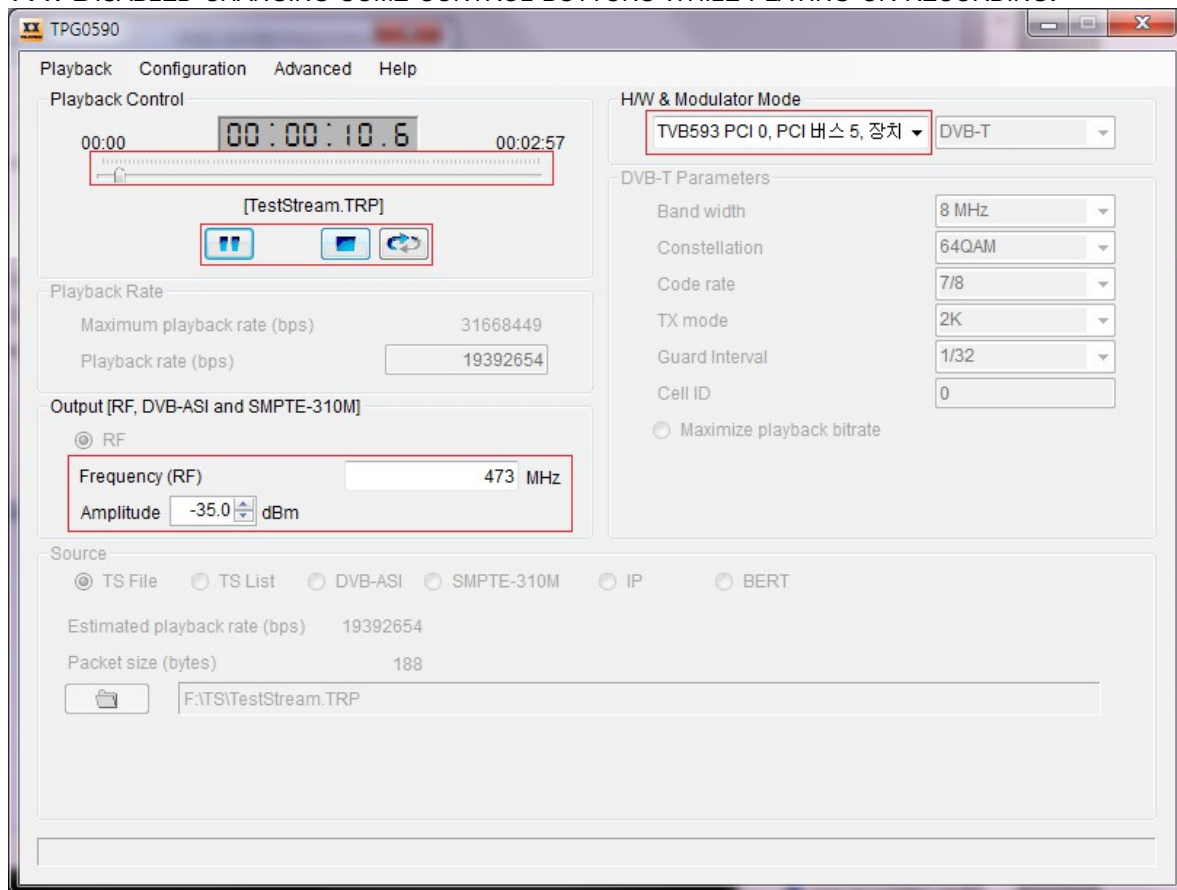 TPG0590
Playback Configuration Advanced Help
Playback Control
00:00 00:00:10.6 00:02:57
[TestStream.TRP]
Playback Rate
Maximum playback rate (bps) 31668449
Playback rate (bps) 19392654
Output [RF, DVB-ASI and SMPTE-310M]
RF
Frequency (RF) 473 MHz
Amplitude -35.0 dBm
H/W & Modulator Mode
TVB593 PCI 0, PCI 버스 5, 장치 DVB-T
DVB-T Parameters
Band width 8 MHz
Constellation 64QAM
Code rate 7/8
TX mode 2K
Guard Interval 1/32
Cell ID 0
Maximize playback bitrate
Source
TS File TS List DVB-ASI SMPTE-310M IP BERT
Estimated playback rate (bps) 19392654
Packet size (bytes) 188
F:\TS\TestStream.TRP